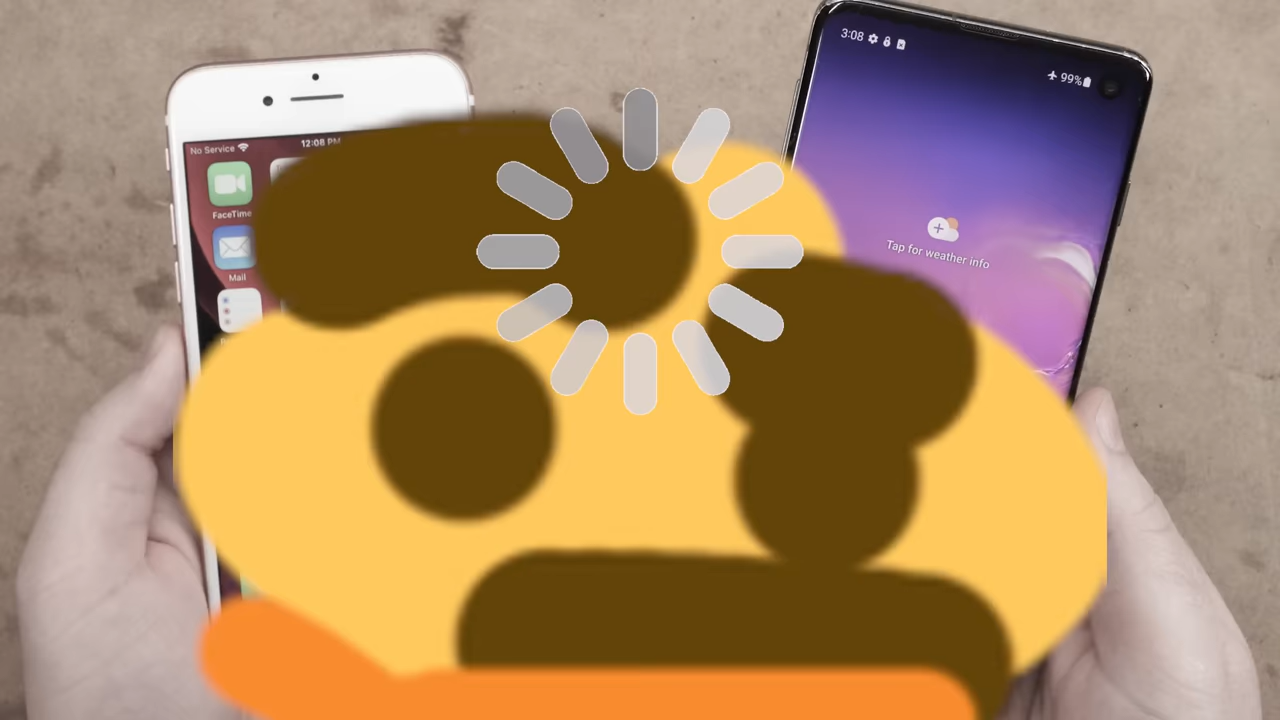 No Service
12:08 PM
FaceTime
Mail
3:08
99%
Tap for weather info